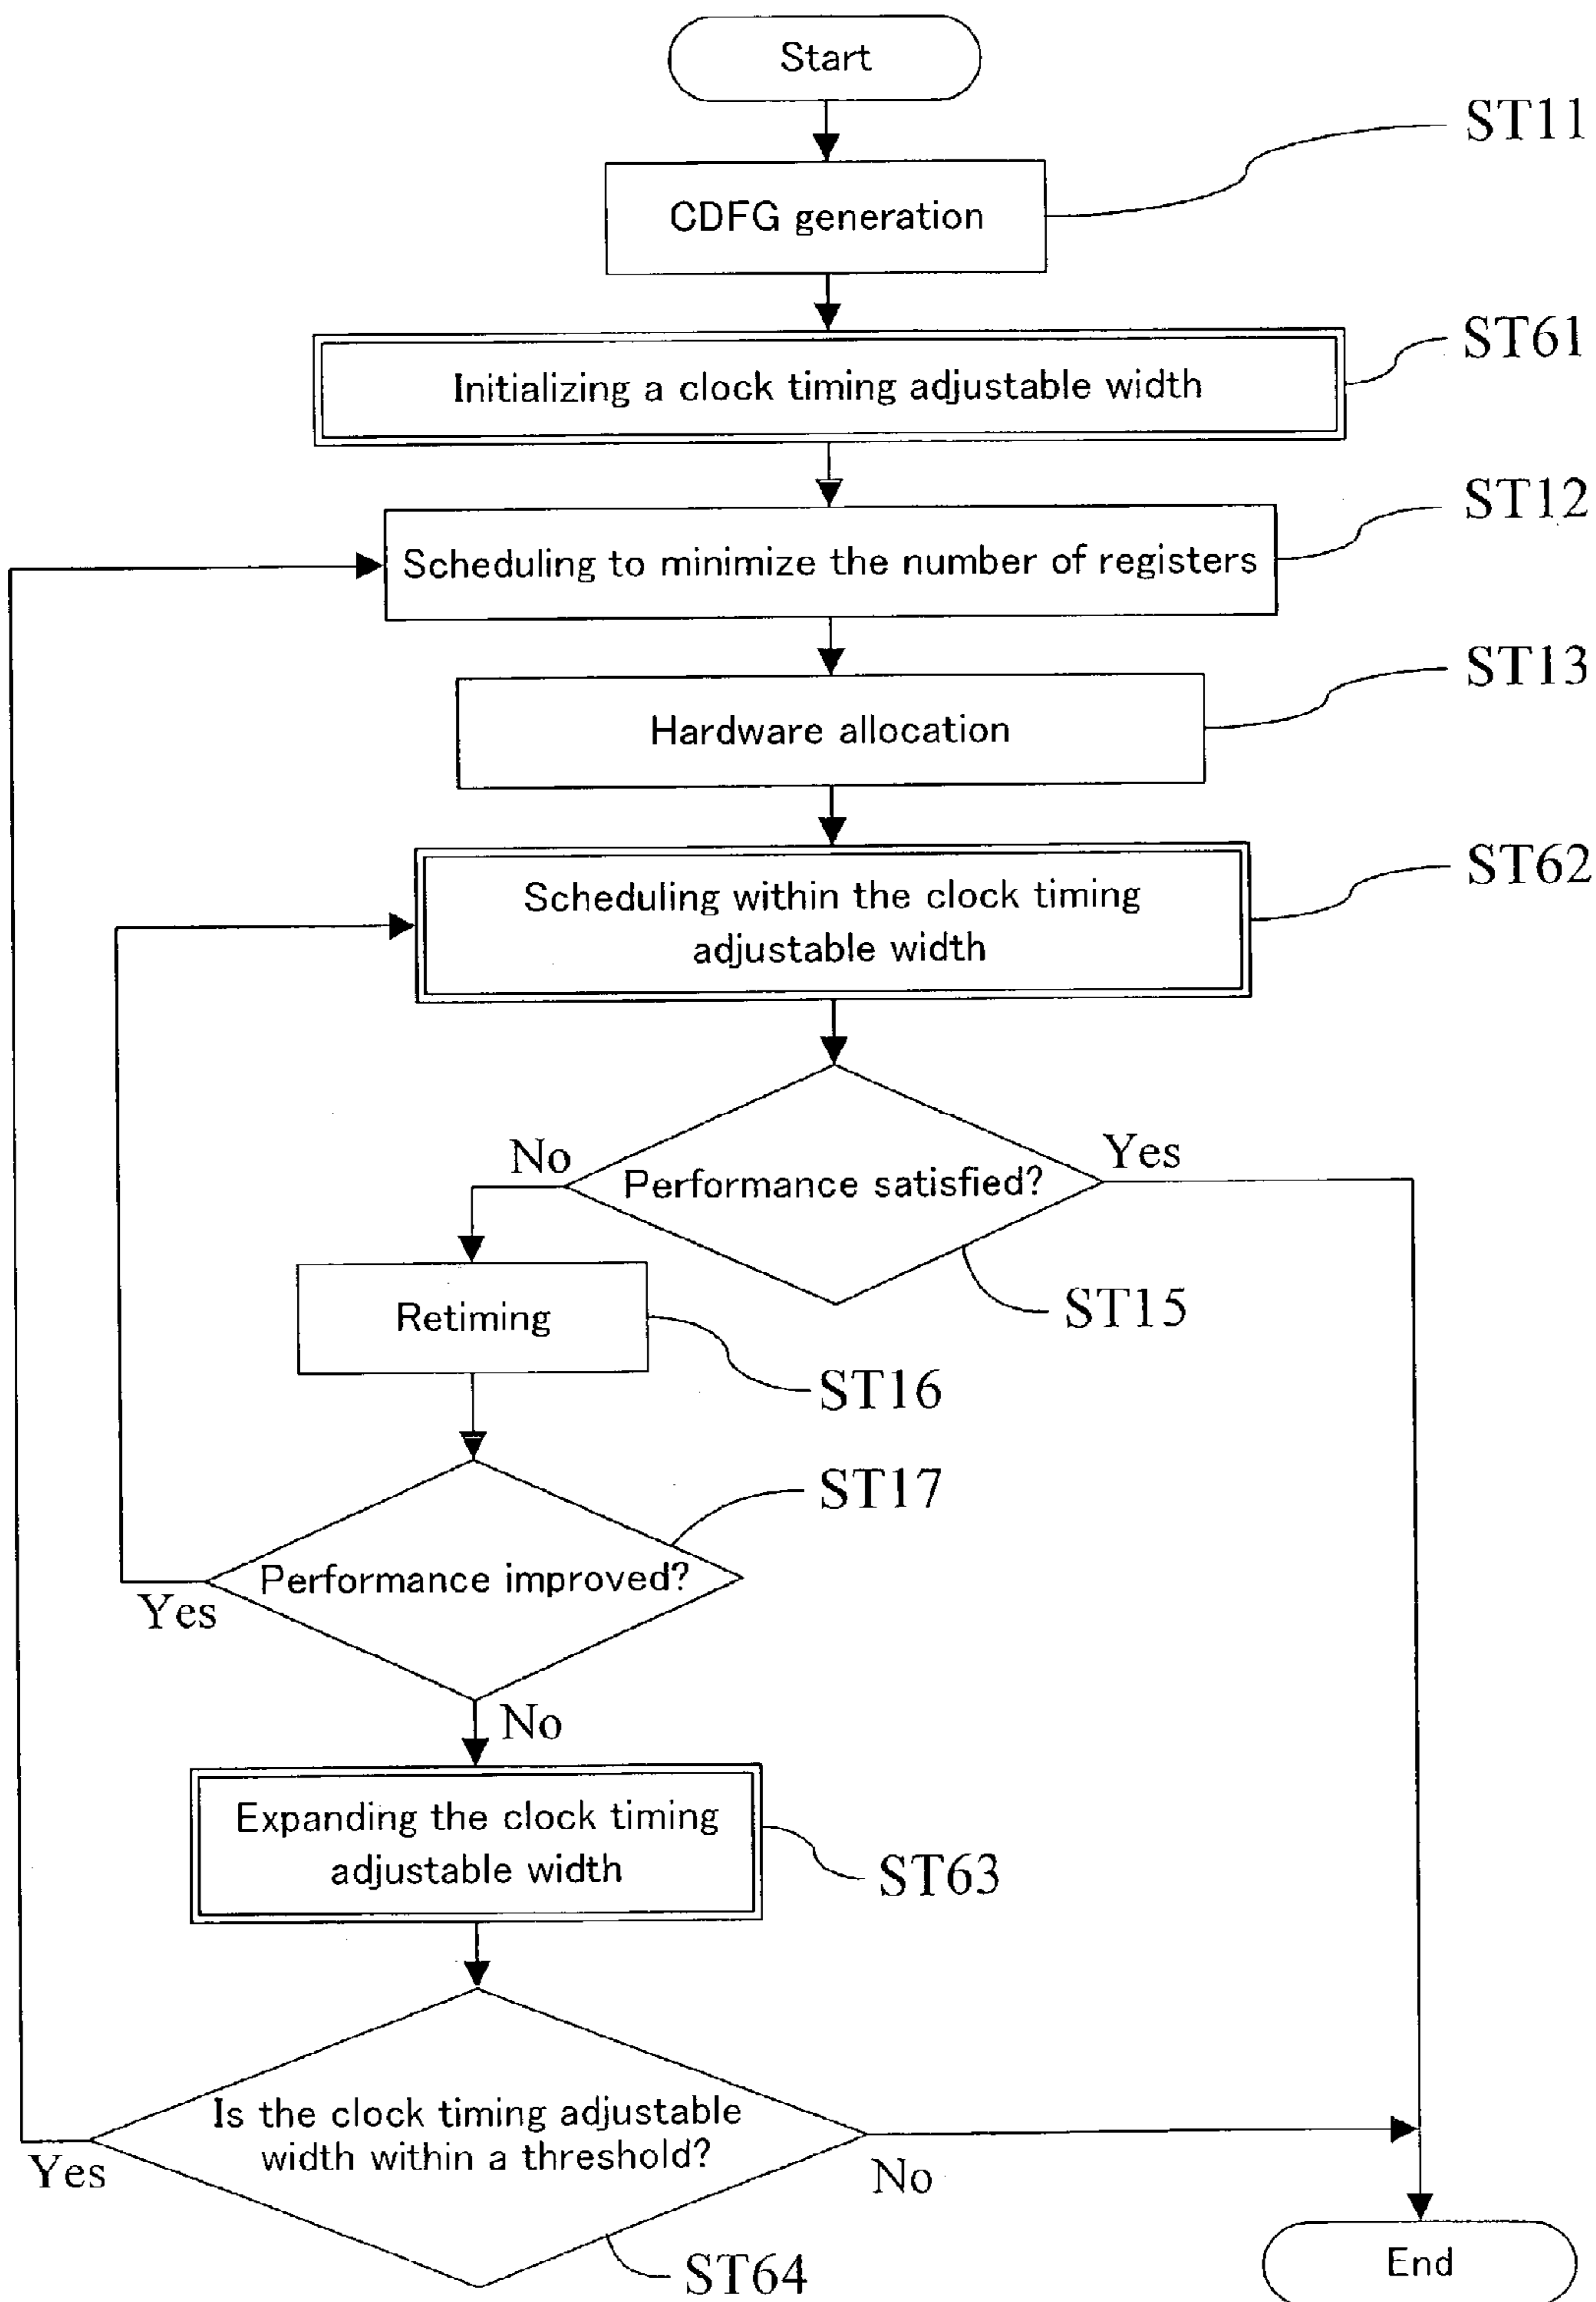 Start
ST11
CDFG generation
ST61
Initializing a clock timing adjustable width
ST12
Scheduling to minimize the number of registers
ST13
Hardware allocation
ST62
Scheduling within the clock timing
adjustable width
No
Yes
Performance satisfied?
ST15
Retiming
ST16
ST17
Performance improved?
Yes
No
Expanding the clock timing
adjustable width
ST63
Is the clock timing adjustable
width within a threshold?
Yes
No
ST64
End